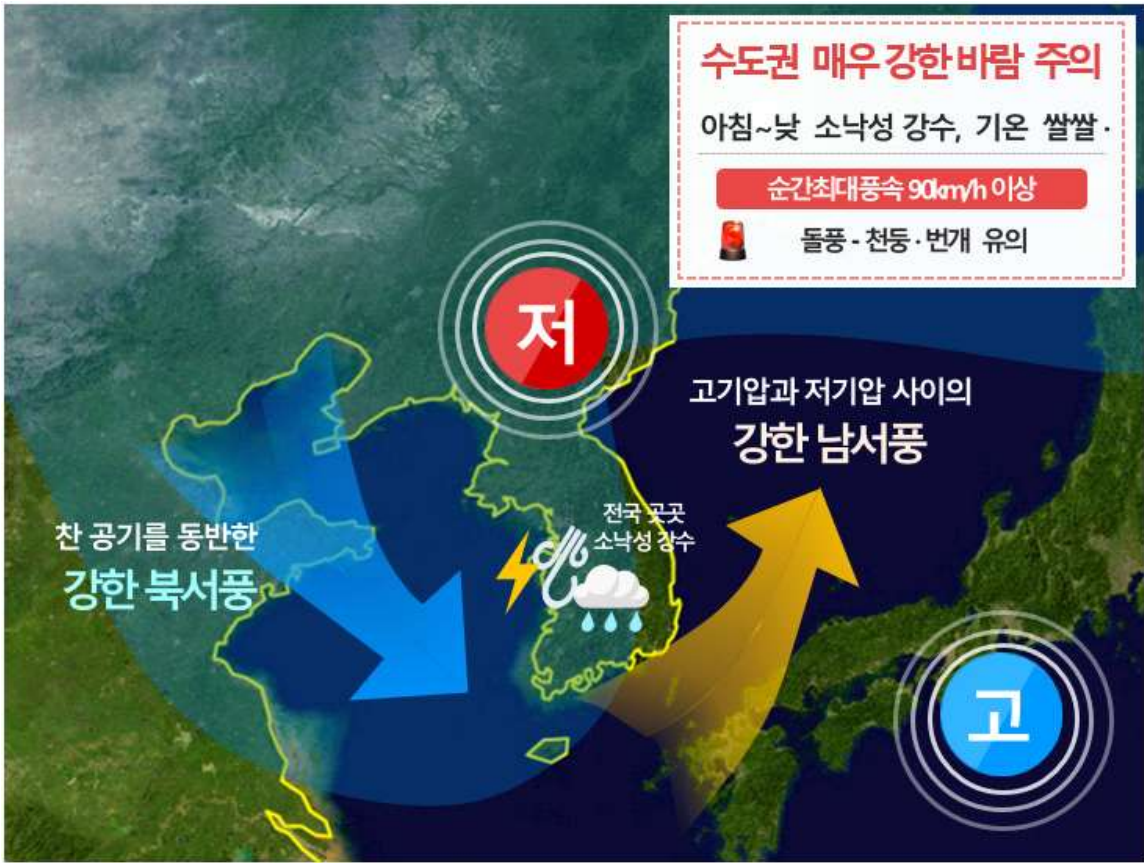 수도권 매우 강한 바람 주의
아침~낮 소낙성 강수, 기온 쌀쌀·
순간최대풍속 90km/h 이상
돌풍 - 천둥·번개 유의
저
고기압과 저기압 사이의
강한 남서풍
전국 곳곳
소낙성 강수
찬 공기를 동반한
강한 북서풍
고